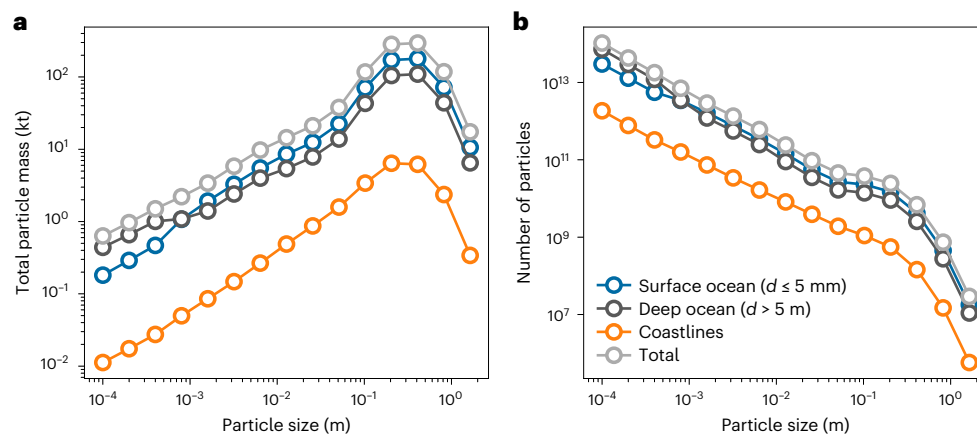 a
Total particle mass (kt)
10²
10¹
10⁰
10⁻¹
10⁻²
10⁻⁴
10⁻³
10⁻²
10⁻¹
10⁰
Particle size (m)
b
Number of particles
10¹³
10¹¹
10⁹
10⁷
Surface ocean (d ≤ 5 mm)
Deep ocean (d > 5 m)
Coastlines
Total
10⁻⁴
10⁻³
10⁻²
10⁻¹
10⁰
Particle size (m)